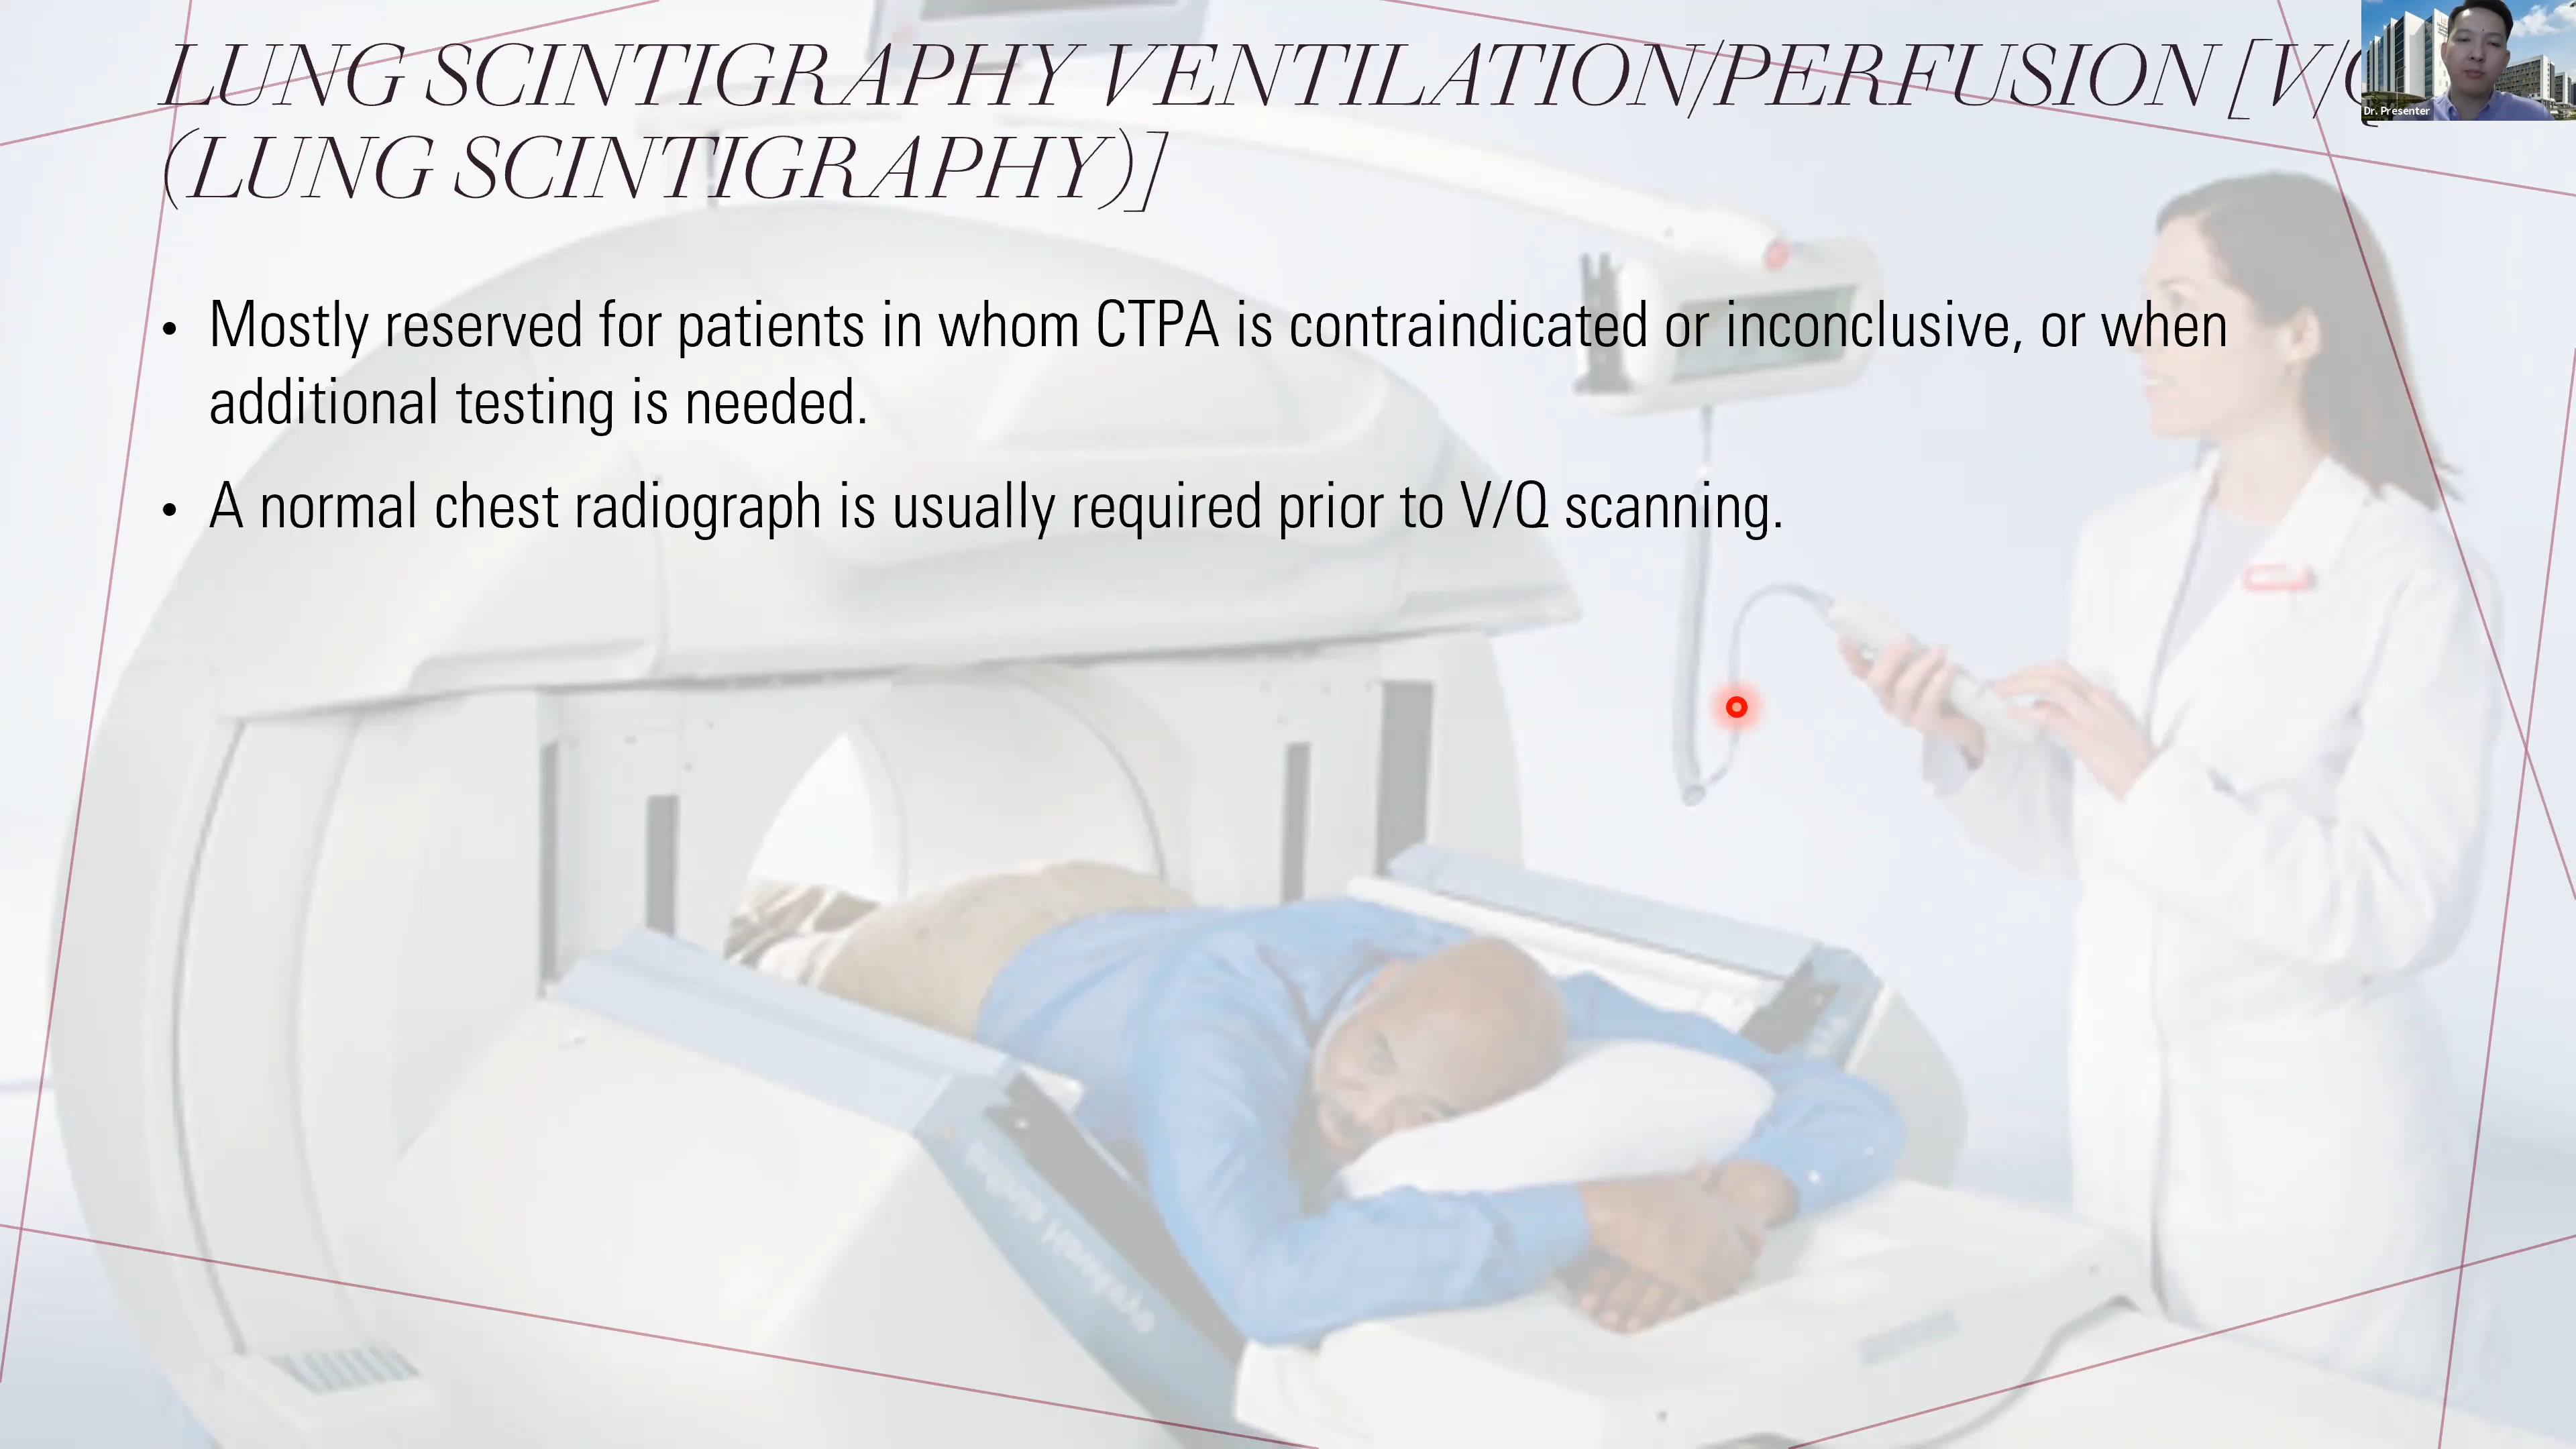 LUNG SCINTIGRAPHY VENTILATION/PERFUSION [V/Q
(LUNG SCINTIGRAPHY)]
Dr. Presenter
• Mostly reserved for patients in whom CTPA is contraindicated or inconclusive, or when
additional testing is needed.
• A normal chest radiograph is usually required prior to V/Q scanning.